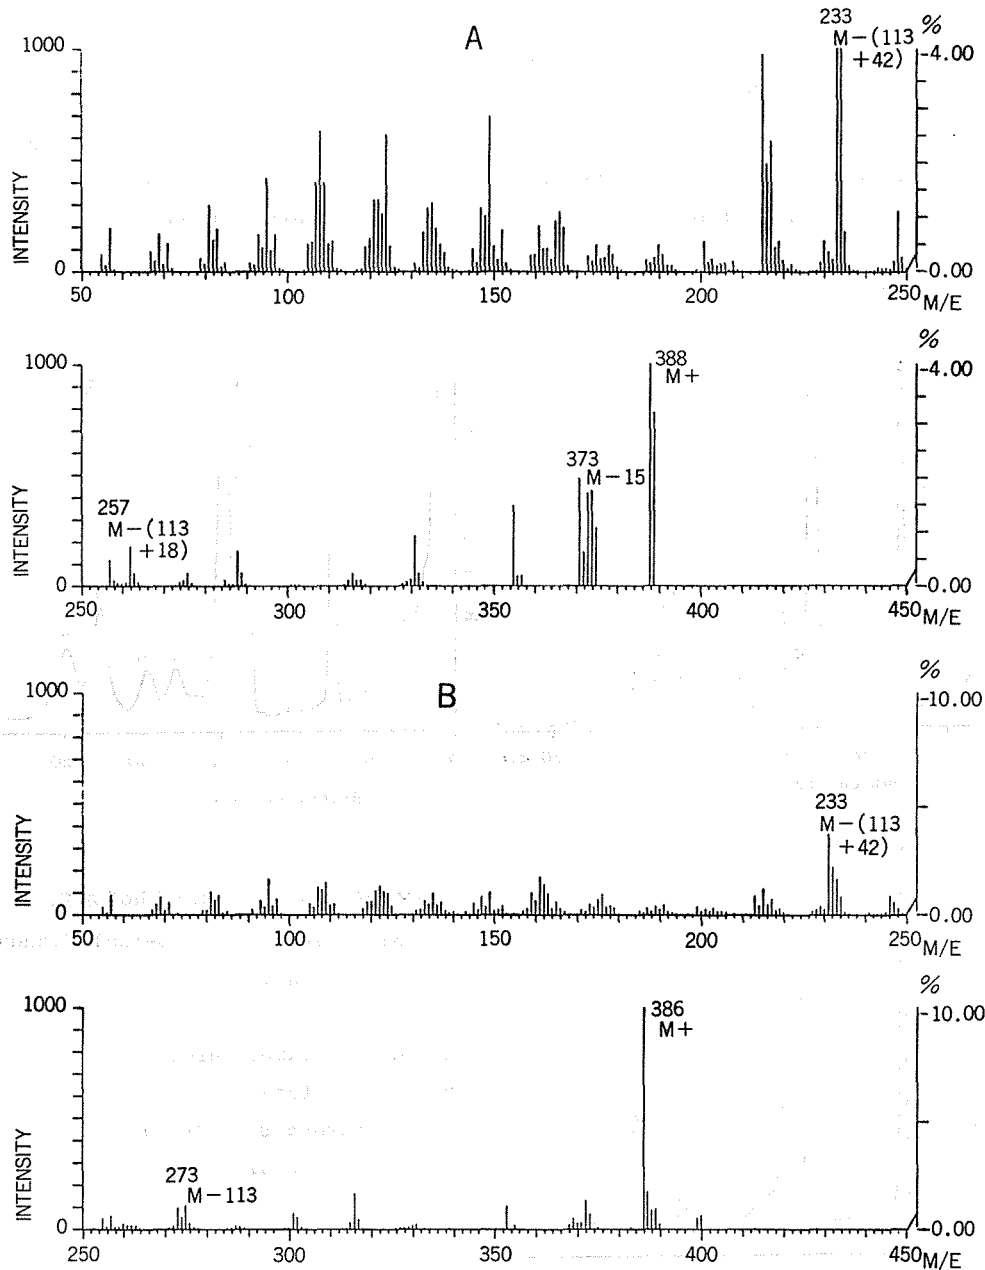 A
233
M-(113
+42)
%
1000
-4.00
INTENSITY
0
-0.00
50
100
150
200
250
M/E
%
1000
-4.00
388
M+
373
M-15
257
M-(113
+18)
INTENSITY
0
-0.00
250
300
350
400
450
M/E
B
%
1000
-10.00
233
M-(113
+42)
INTENSITY
0
-0.00
50
100
150
200
250
M/E
%
1000
-10.00
386
M+
273
M-113
INTENSITY
0
-0.00
250
300
350
400
450
M/E